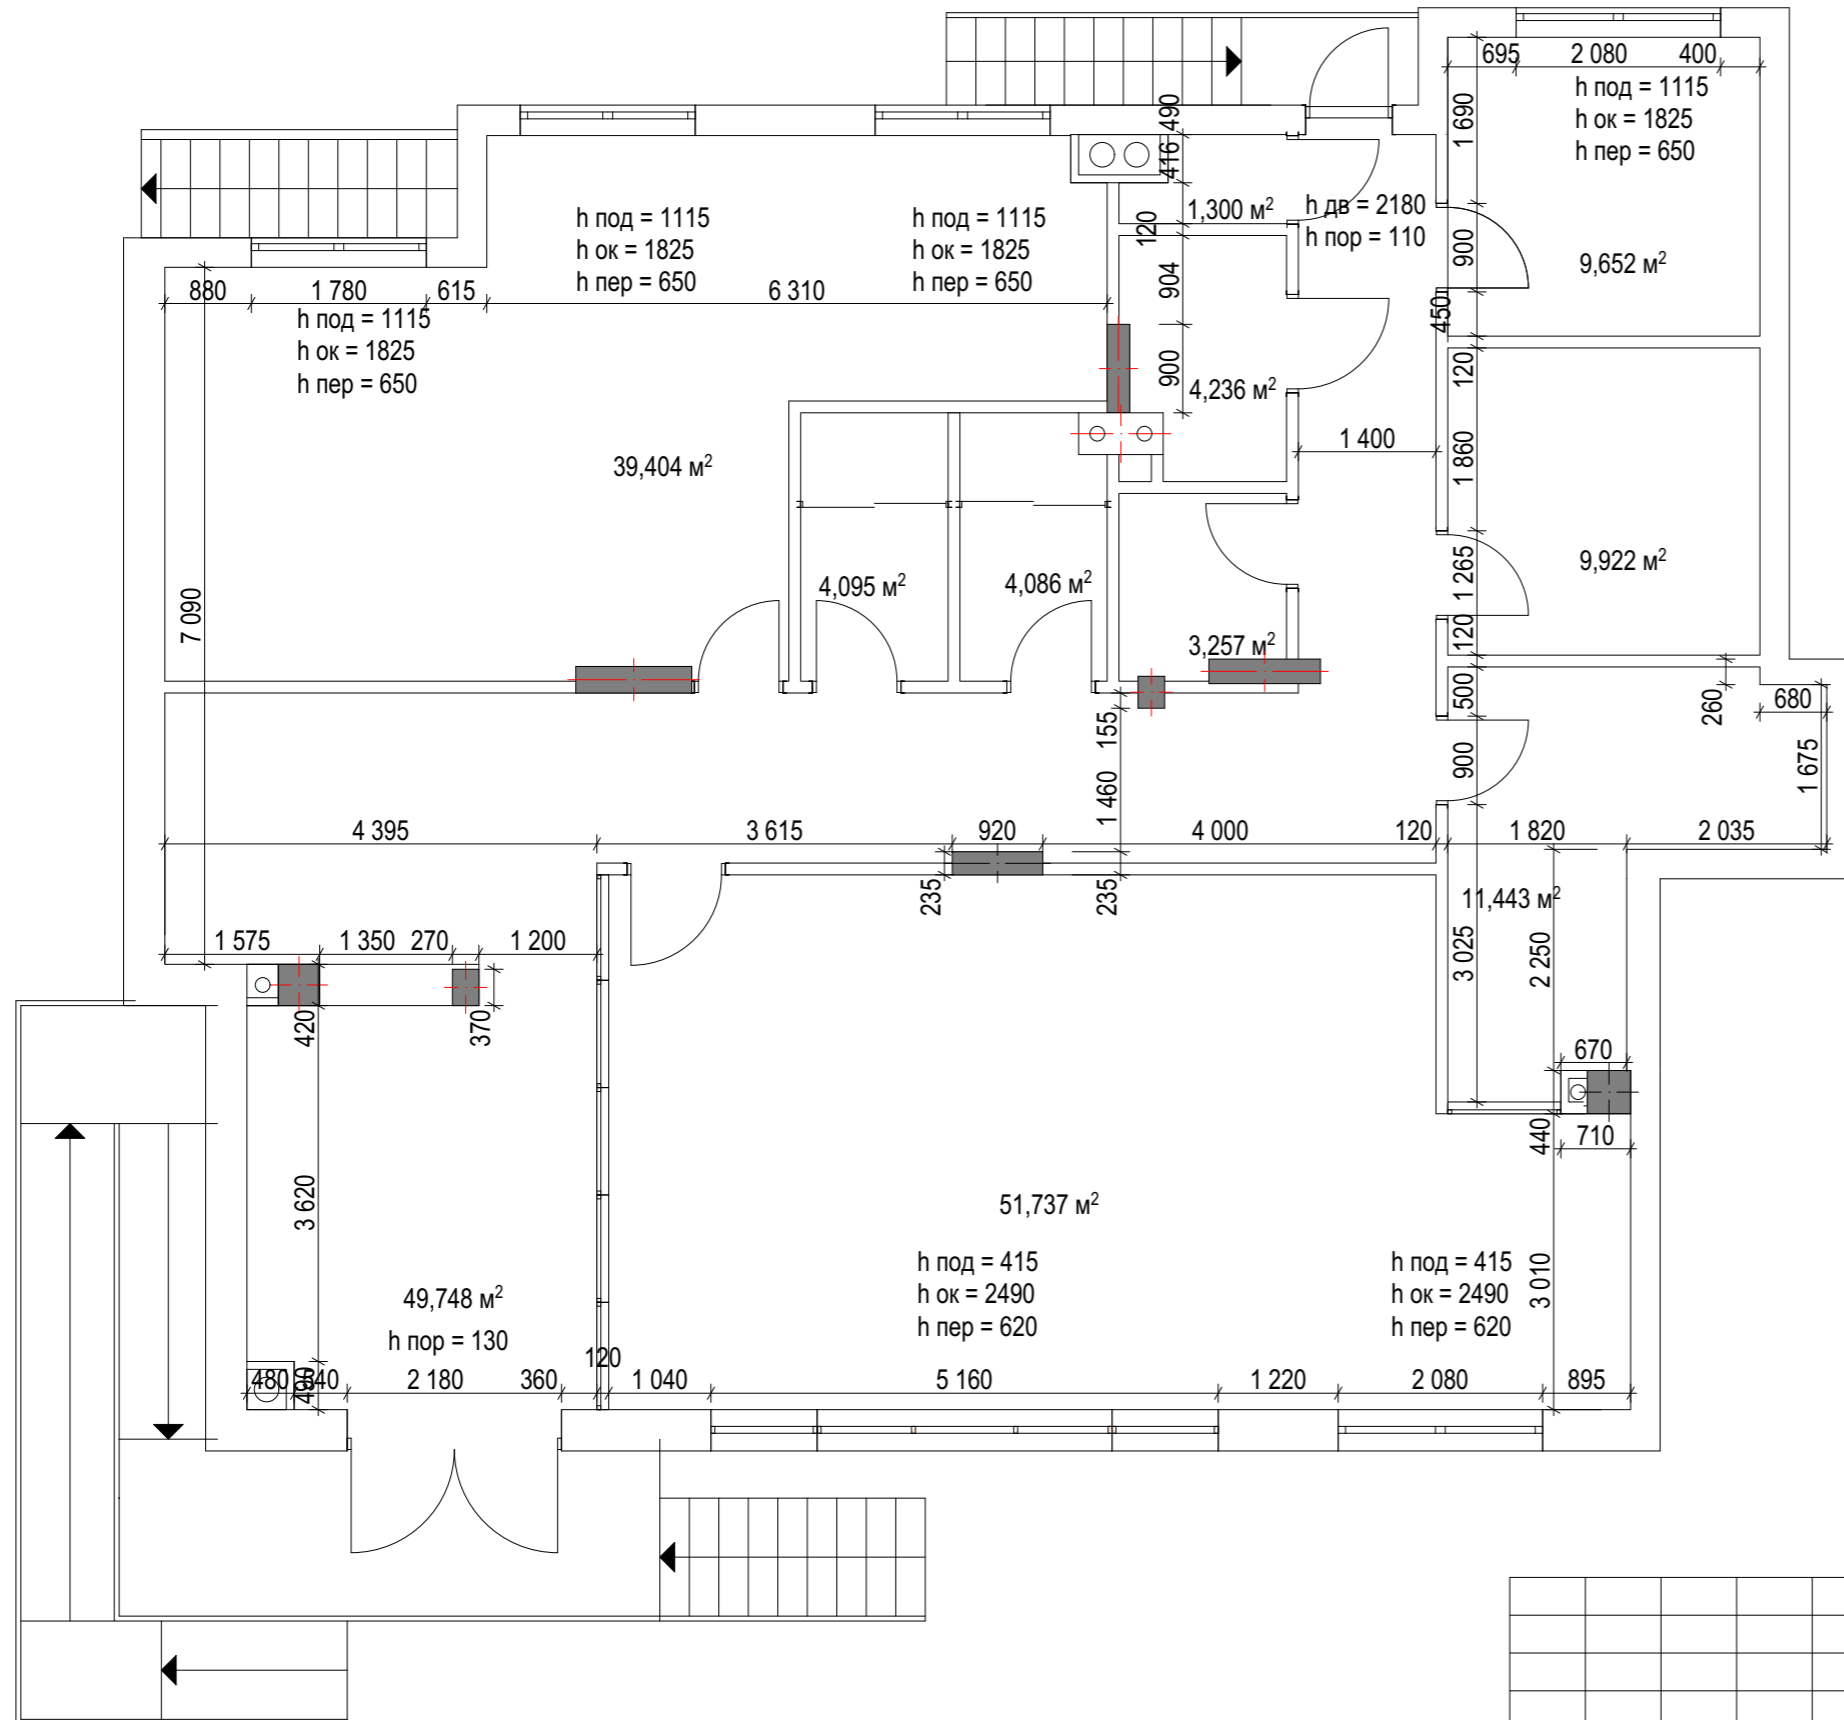 695 2 080 400
h под = 1115
h ок = 1825
h пер = 650
1 690
490
416
1,300 м²
120
h дв = 2180
h пор = 110
900
9,652 м²
h под = 1115
h ок = 1825
h пер = 650
h под = 1115
h ок = 1825
h пер = 650
880 1 780 615 6 310
904
450
h под = 1115
h ок = 1825
h пер = 650
900
4,236 м²
120
1 400
1 860
39,404 м²
1 265
9,922 м²
4,095 м²
4,086 м²
7 090
120
3,257 м²
500
260
680
155
900
1 675
1 460
4 395 3 615 920 4 000 120 1 820 2 035
235
235
11,443 м²
1 575 1 350 270 1 200
3 025
2 250
420
370
670
440
710
3 620
51,737 м²
h под = 415
h ок = 2490
h пер = 620
h под = 415
h ок = 2490
h пер = 620
3 010
49,748 м²
h пор = 130
120
480 540 2 180 360 1 040 5 160 1 220 2 080 895
490